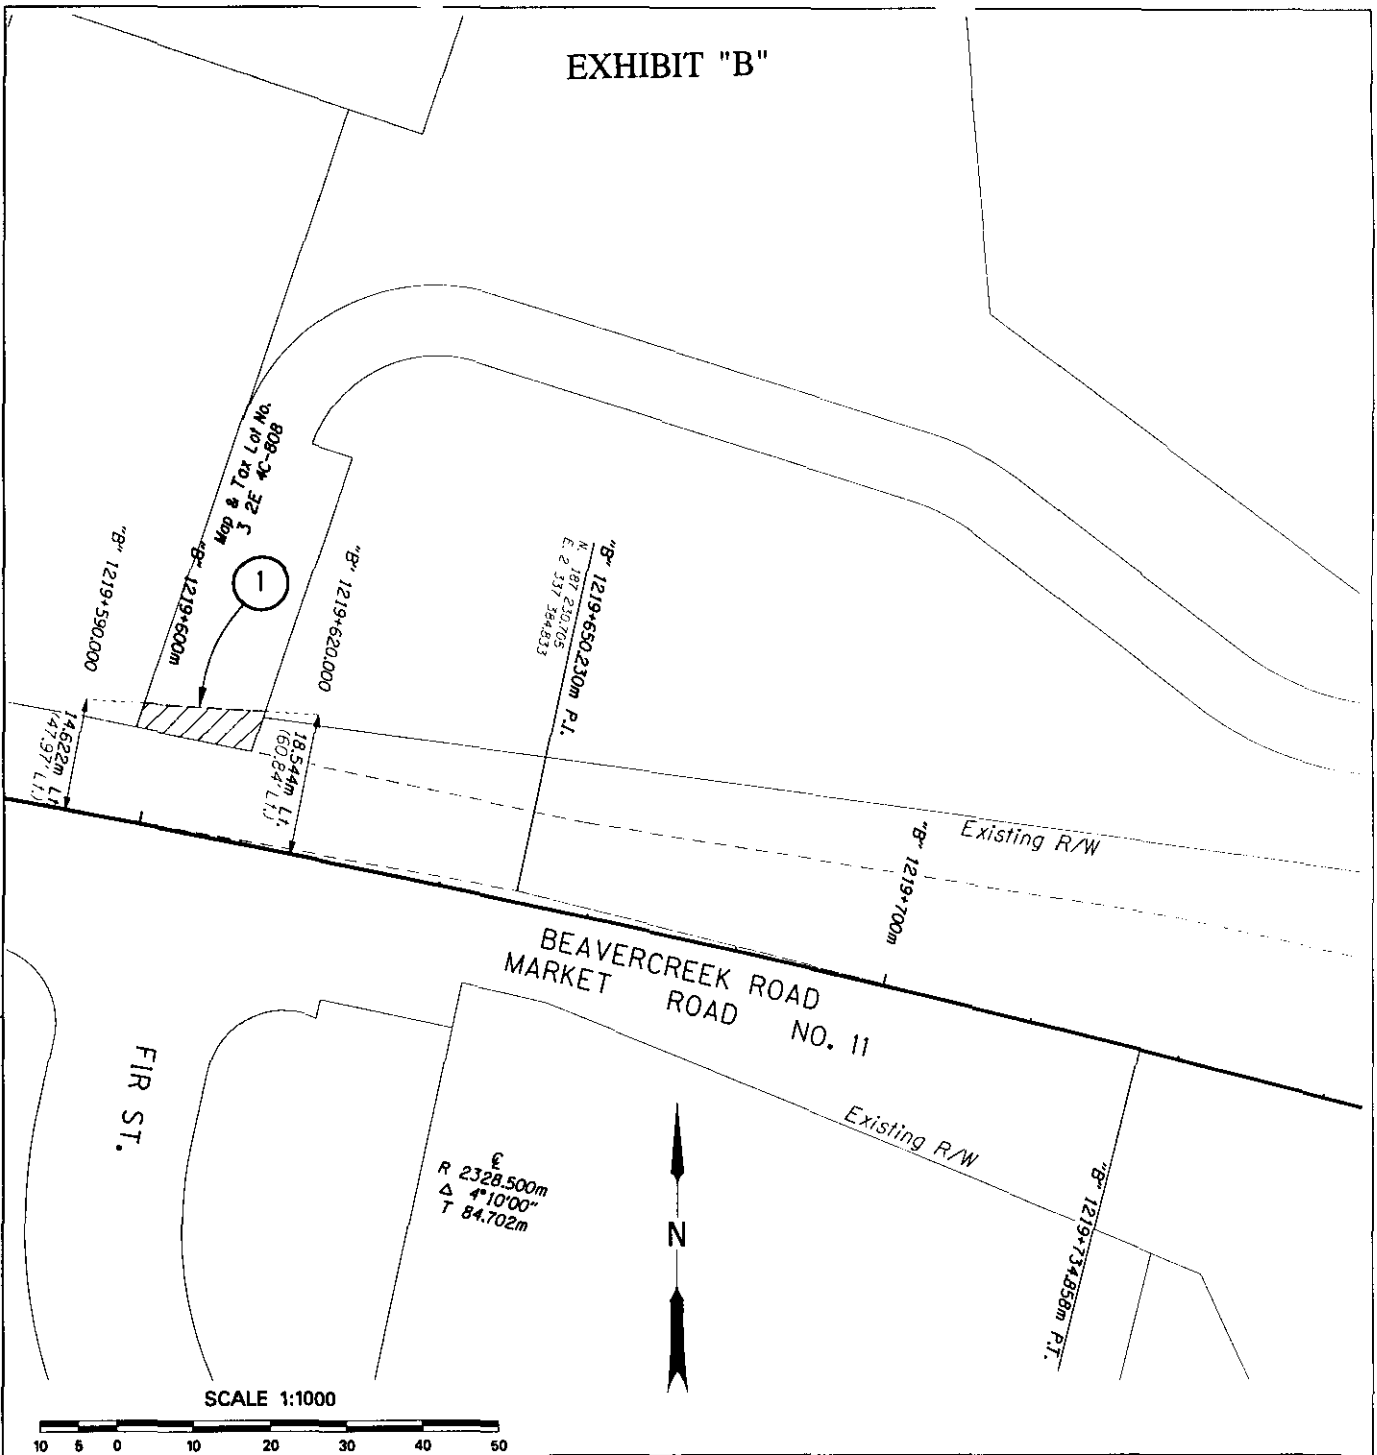 EXHIBIT "B"
Map & Tax Lot No.
3 2E 4C-808
"B" 1219+590.000
"B" 1219+600m
1
"B" 1219+620.000
"B" 1219+650.230m P.I.
N. 187 230.705
E. 2 337 384.833
14.622m Lt.
(47.97' Lt.)
18.544m Lt.
(60.84' Lt.)
Existing R/W
"B" 1219+700m
BEAVERCREEK ROAD
MARKET ROAD NO. 11
FIR ST.
Existing R/W
℄
R 2328.500m
Δ 4°10'00"
T 84.702m
N
"B" 1219+734.858m P.T.
SCALE 1:1000
10 5 0 10 20 30 40 50